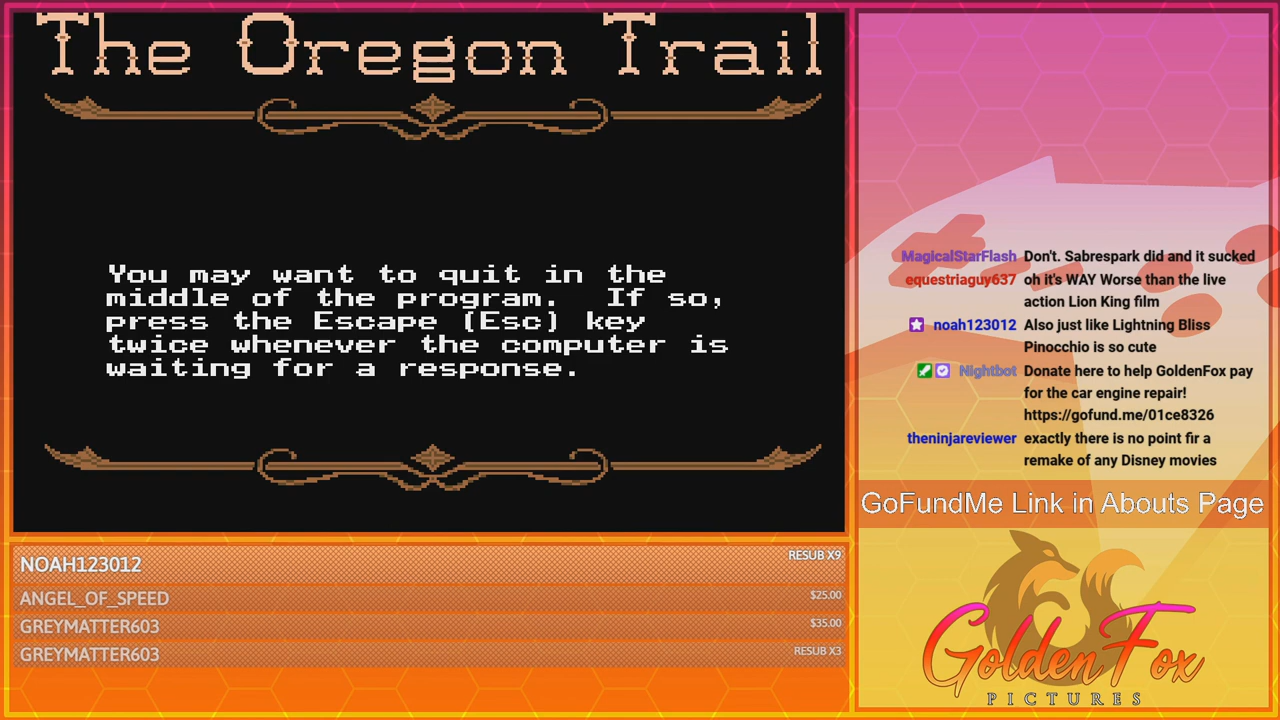 The Oregon Trail
You may want to quit in the
middle of the program.  If so,
press the Escape (Esc) key
twice whenever the computer is
waiting for a response.
NOAH123012 RESUB X9
ANGEL_OF_SPEED $25.00
GREYMATTER603 $35.00
GREYMATTER603 RESUB X3
MagicalStarFlash Don't. Sabrespark did and it sucked
equestriaguy637 oh it's WAY Worse than the live
action Lion King film
noah123012 Also just like Lightning Bliss
Pinocchio is so cute
Nightbot Donate here to help GoldenFox pay
for the car engine repair!
https://gofund.me/01ce8326
theninjareviewer exactly there is no point fir a
remake of any Disney movies
GoFundMe Link in Abouts Page
GoldenFox
PICTURES